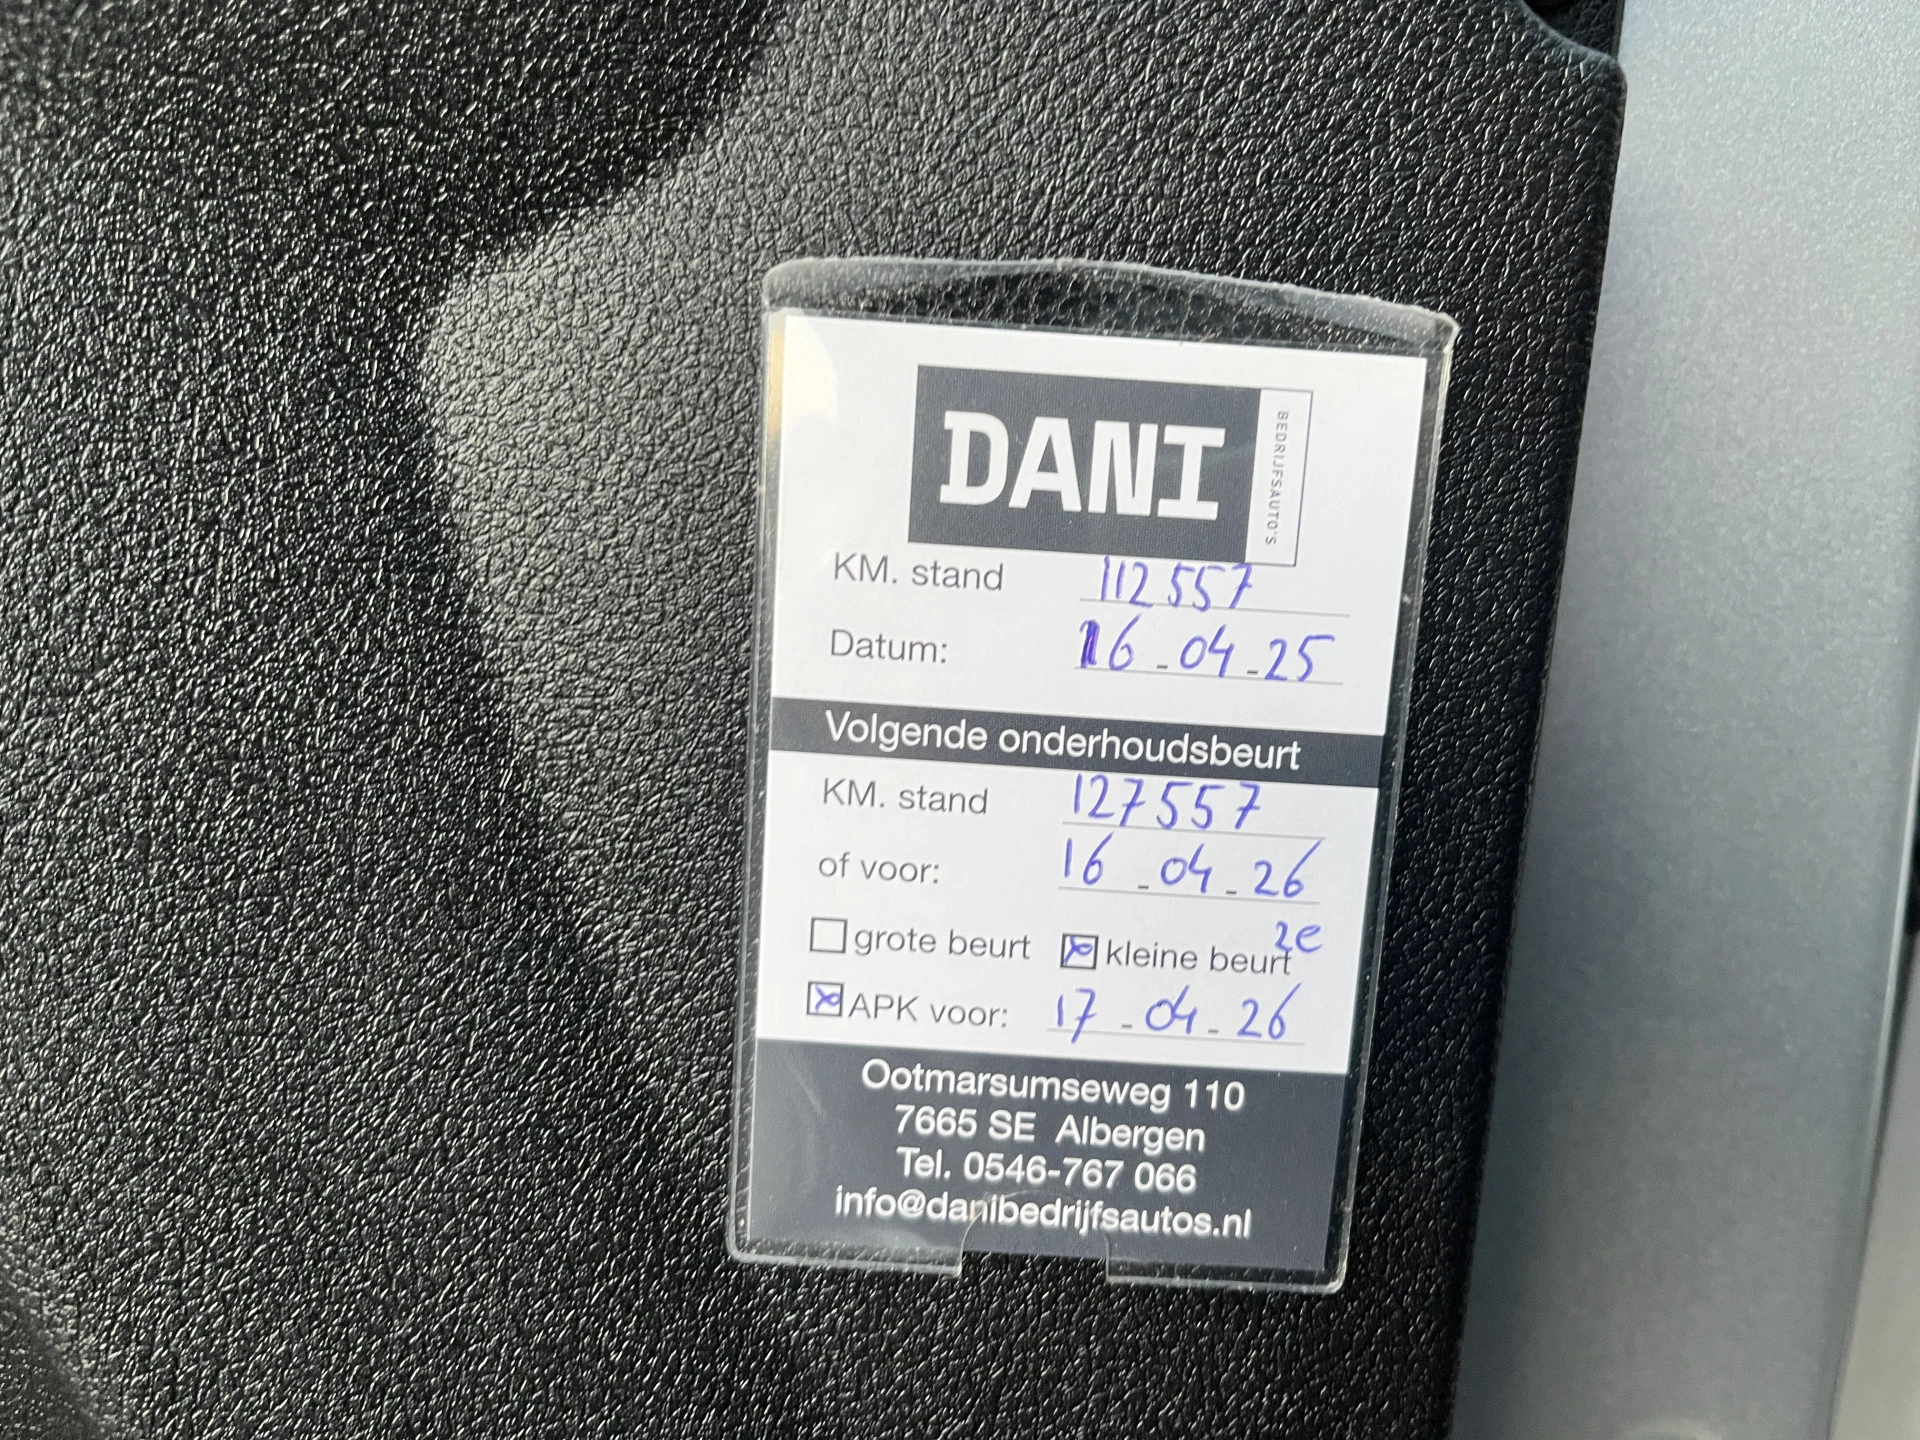 DANI
BEDRIJFSAUTO'S
KM. stand 112557
Datum: 16-04-25
Volgende onderhoudsbeurt
KM. stand 127557
of voor: 16-04-26
grote beurt kleine beurt 2e
APK voor: 17-04-26
Ootmarsumseweg 110
7665 SE Albergen
Tel. 0546-767 066
info@danibedrijfsautos.nl